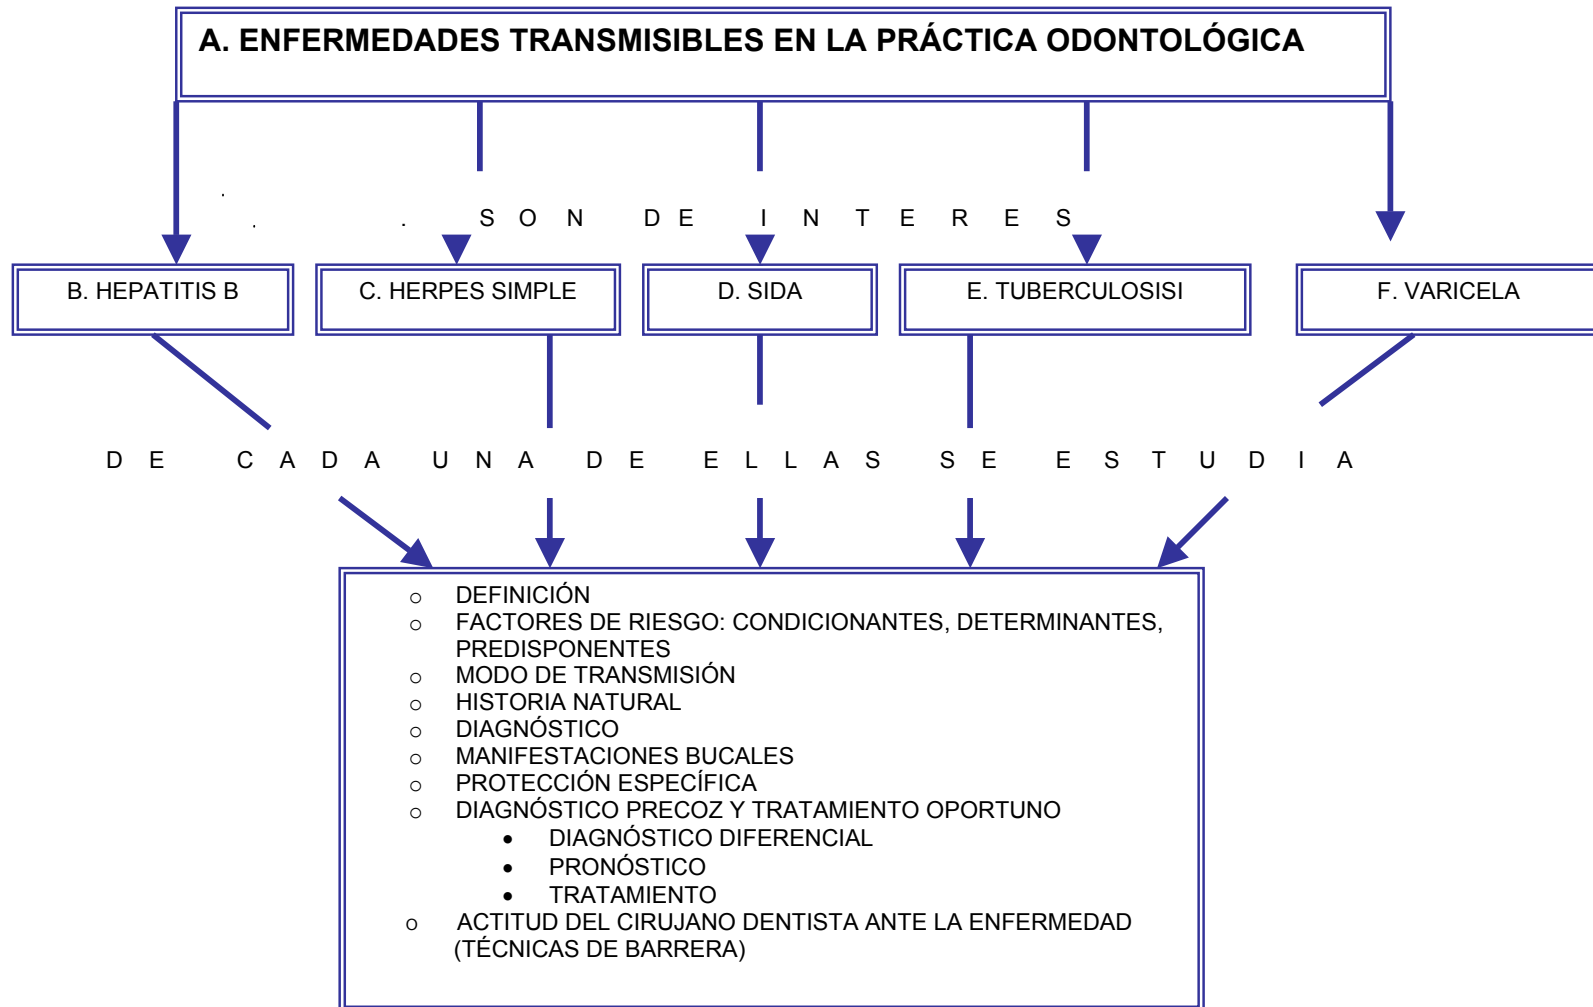 A. ENFERMEDADES TRANSMISIBLES EN LA PRÁCTICA ODONTOLÓGICA
. . . S O N D E I N T E R E S
B. HEPATITIS B
C. HERPES SIMPLE
D. SIDA
E. TUBERCULOSISI
F. VARICELA
D E C A D A U N A D E E L L A S S E E S T U D I A
o DEFINICIÓN
o FACTORES DE RIESGO: CONDICIONANTES, DETERMINANTES,
PREDISPONENTES
o MODO DE TRANSMISIÓN
o HISTORIA NATURAL
o DIAGNÓSTICO
o MANIFESTACIONES BUCALES
o PROTECCIÓN ESPECÍFICA
o DIAGNÓSTICO PRECOZ Y TRATAMIENTO OPORTUNO
• DIAGNÓSTICO DIFERENCIAL
• PRONÓSTICO
• TRATAMIENTO
o ACTITUD DEL CIRUJANO DENTISTA ANTE LA ENFERMEDAD
(TÉCNICAS DE BARRERA)